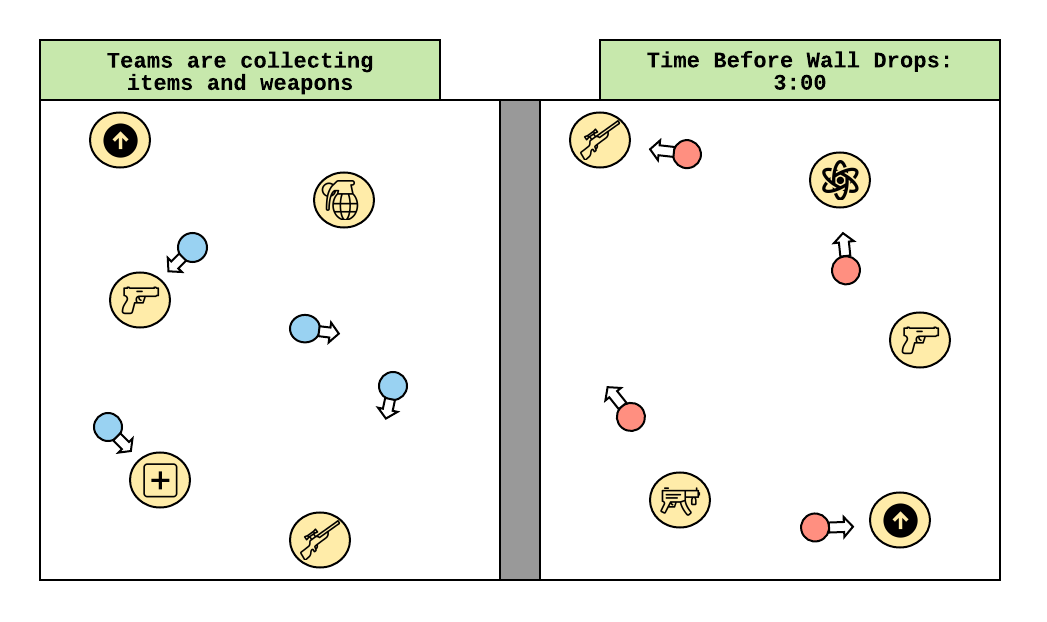 Teams are collecting
items and weapons
Time Before Wall Drops:
3:00